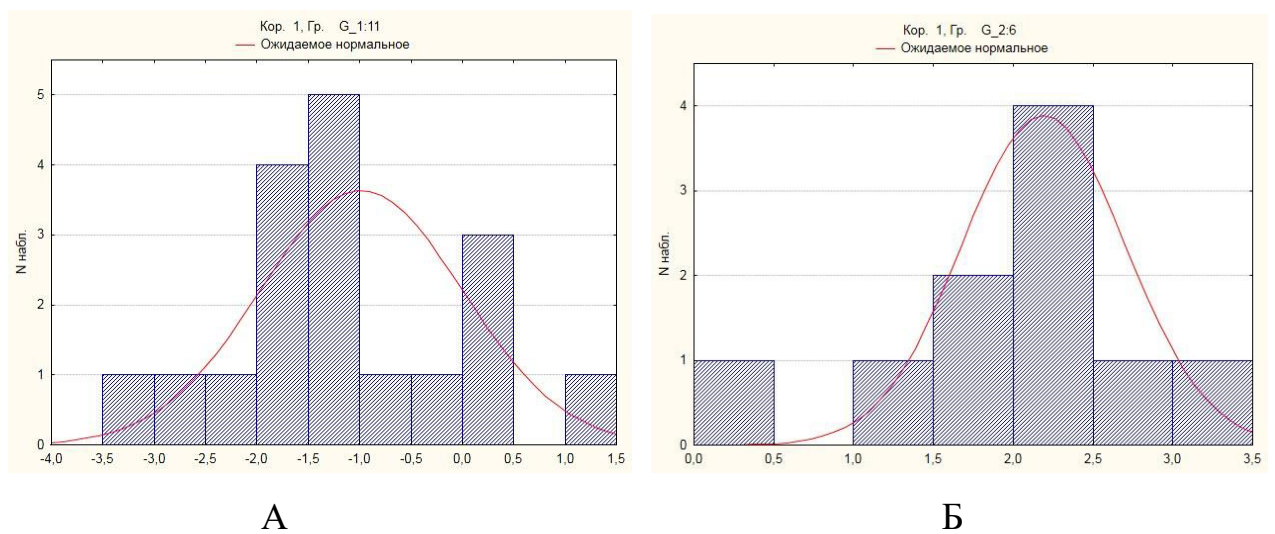 Кор. 1, Гр. G_1:11
Ожидаемое нормальное
N набл.
5
4
3
2
1
0
-4,0 -3,5 -3,0 -2,5 -2,0 -1,5 -1,0 -0,5 0,0 0,5 1,0 1,5
А
Кор. 1, Гр. G_2:6
Ожидаемое нормальное
N набл.
4
3
2
1
0
0,0 0,5 1,0 1,5 2,0 2,5 3,0 3,5
Б